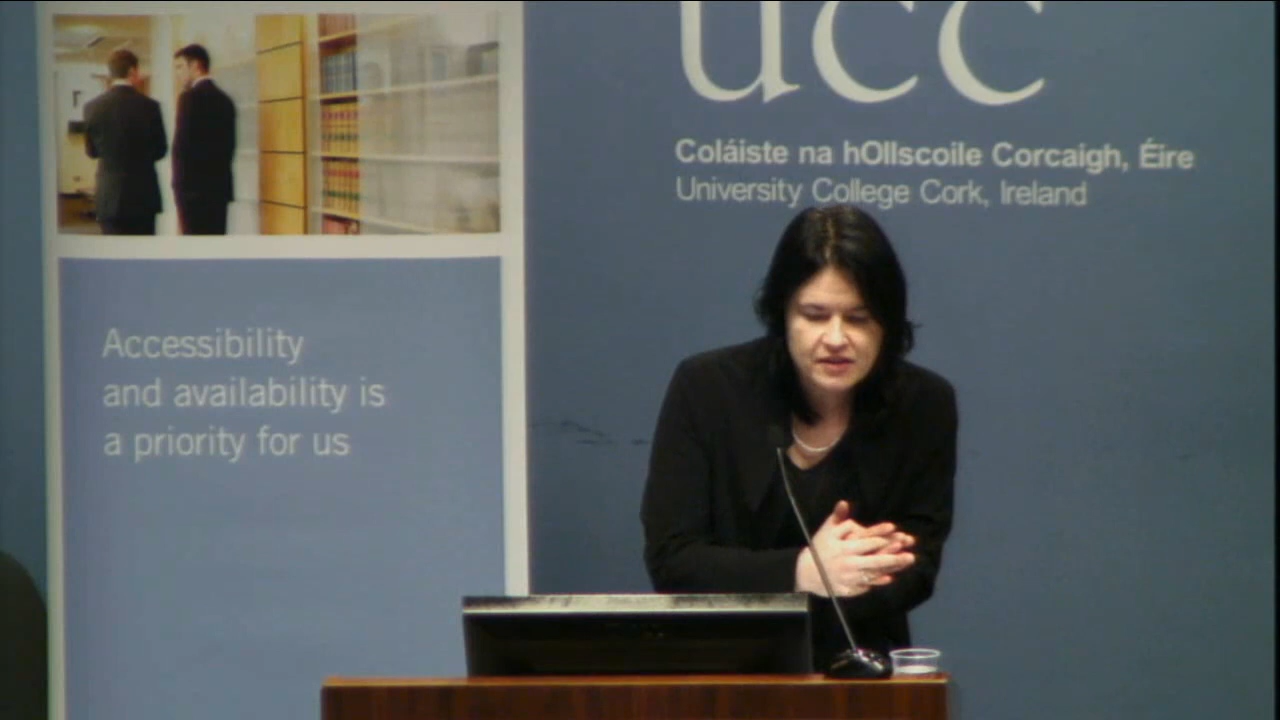 ucc
Coláiste na hOllscoile Corcaigh, Éire
University College Cork, Ireland
Accessibility
and availability is
a priority for us